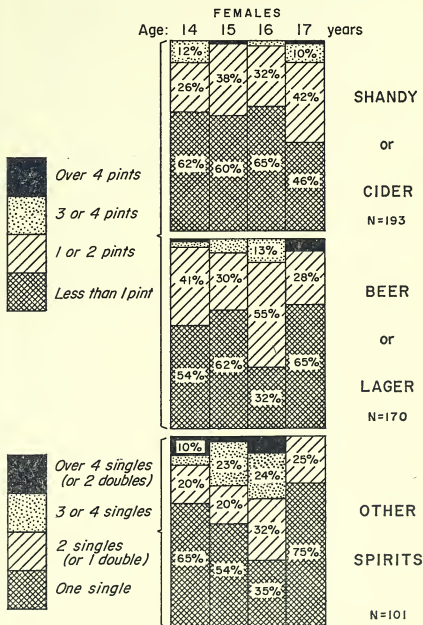 FEMALES
Age: 14 15 16 17 years
12% 10%
26% 38% 32% 42%
62% 60% 65% 46%
SHANDY
or
CIDER
N=193
Over 4 pints
3 or 4 pints
1 or 2 pints
Less than 1 pint
13%
41% 30% 55% 28%
54% 62% 32% 65%
BEER
or
LAGER
N=170
Over 4 singles
(or 2 doubles)
3 or 4 singles
2 singles
(or 1 double)
One single
10% 23% 24% 25%
20% 20% 32%
65% 54% 35% 75%
OTHER
SPIRITS
N=101